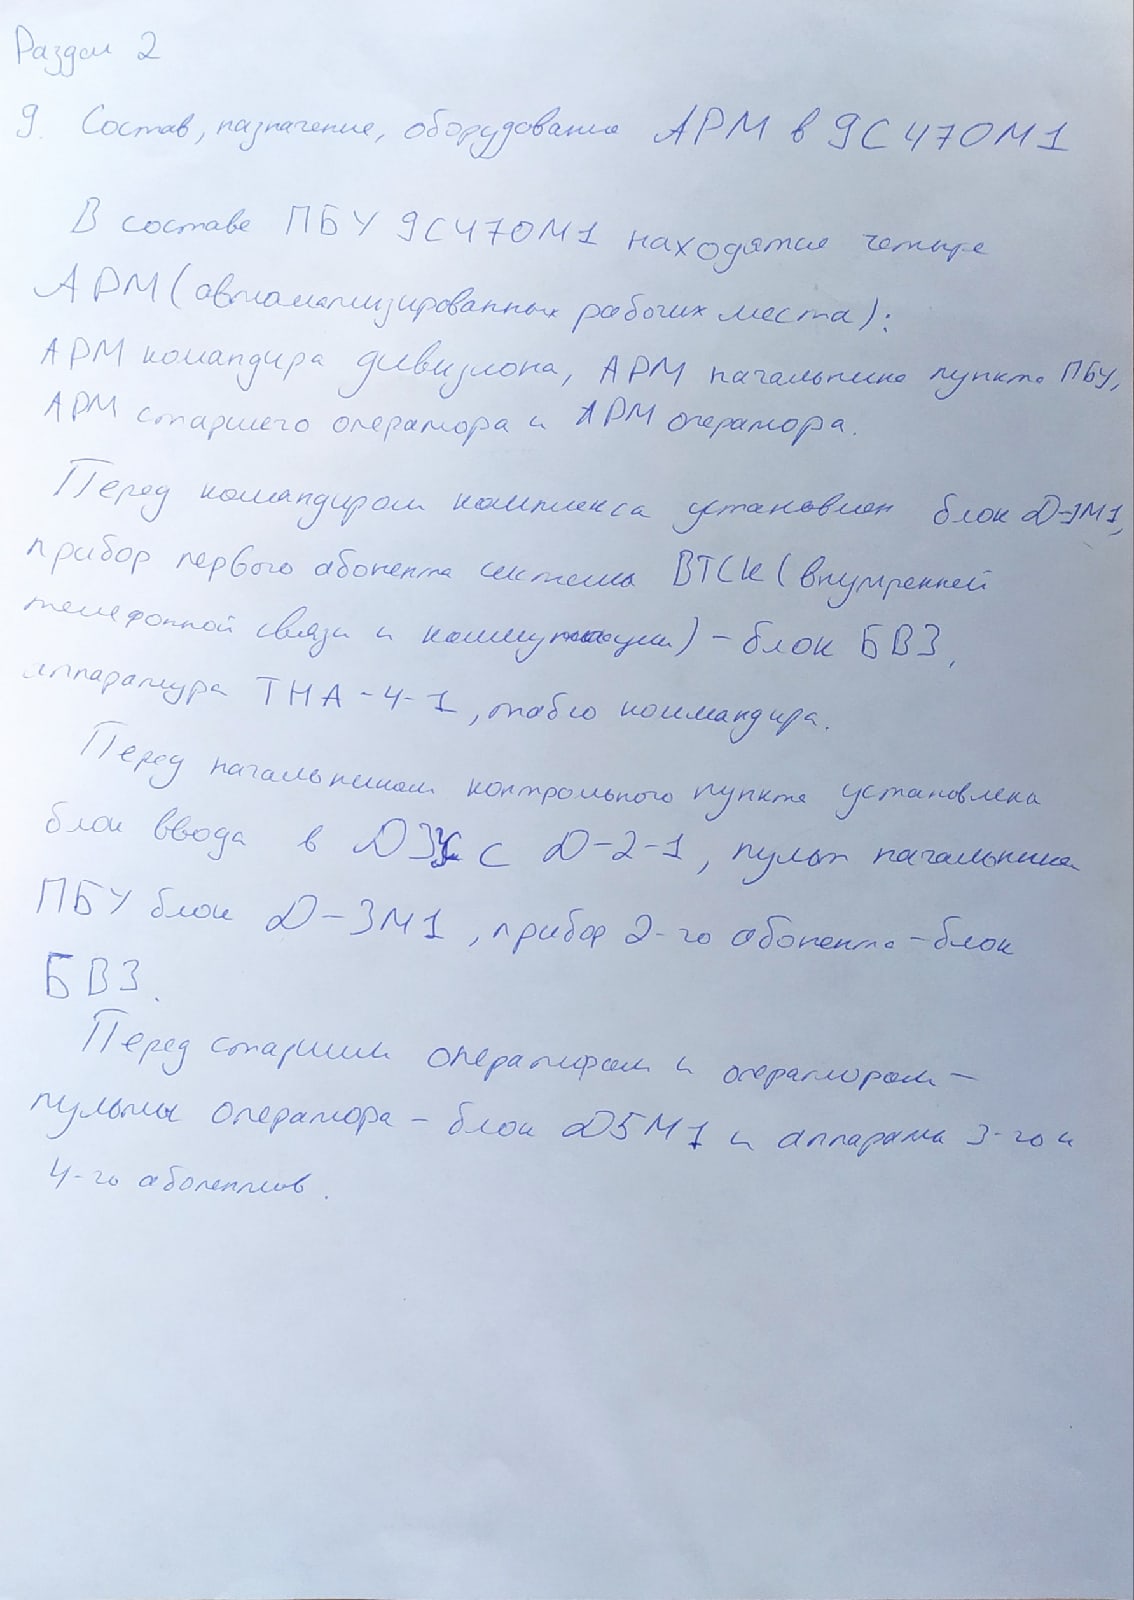 Раздел 2
9. Состав, назначение, оборудование АРМ в 9С470М1
В составе ПБУ 9С470М1 находятся четыре
АРМ (автоматизированных рабочих места):
АРМ командира дивизиона, АРМ начальника пункта ПБУ,
АРМ старшего оператора и АРМ оператора.
Перед командиром комплекса установлен блок Д-3М1,
прибор первого абонента системы ВТСК (внутренней
телефонной связи и коммутации) – блок БВ3,
аппаратура ТНА-4-1, табло командира.
Перед начальником контрольного пункта установлена
блок ввода в ДЗУ с Д-2-1, пульт начальника
ПБУ блок Д-3М1, прибор 2-го абонента – блок
БВ3.
Перед старшим оператором и оператором –
пульты оператора – блок Д5М1 и аппараты 3-го и
4-го абонентов.